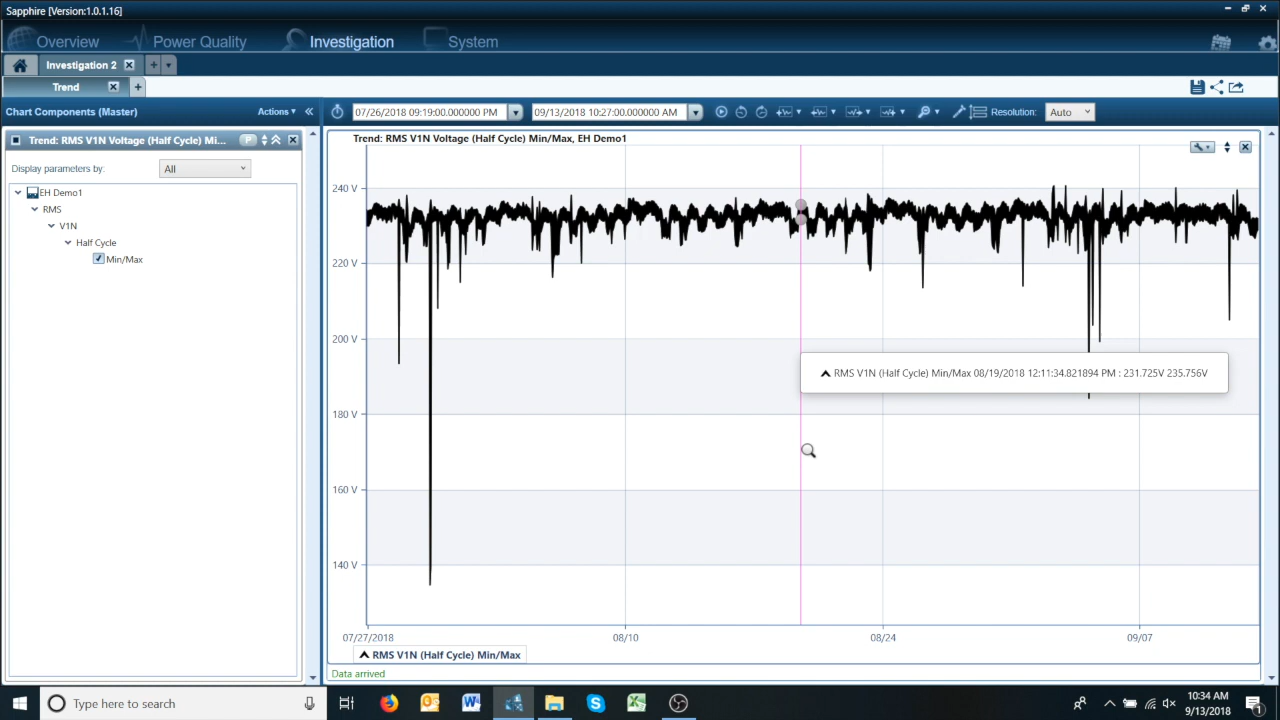 Sapphire [Version:1.0.1.16]
Overview Power Quality Investigation System
Investigation 2
Trend
Chart Components (Master) Actions
07/26/2018 09:19:00.000000 PM 09/13/2018 10:27:00.000000 AM Resolution: Auto
Trend: RMS V1N Voltage (Half Cycle) Mi... P
Display parameters by: All
EH Demo1
RMS
V1N
Half Cycle
Min/Max
Trend: RMS V1N Voltage (Half Cycle) Min/Max, EH Demo1
240 V
220 V
200 V
180 V
160 V
140 V
RMS V1N (Half Cycle) Min/Max 08/19/2018 12:11:34.821894 PM : 231.725V 235.756V
07/27/2018 08/10 08/24 09/07
RMS V1N (Half Cycle) Min/Max
Data arrived
Type here to search
10:34 AM
9/13/2018
1